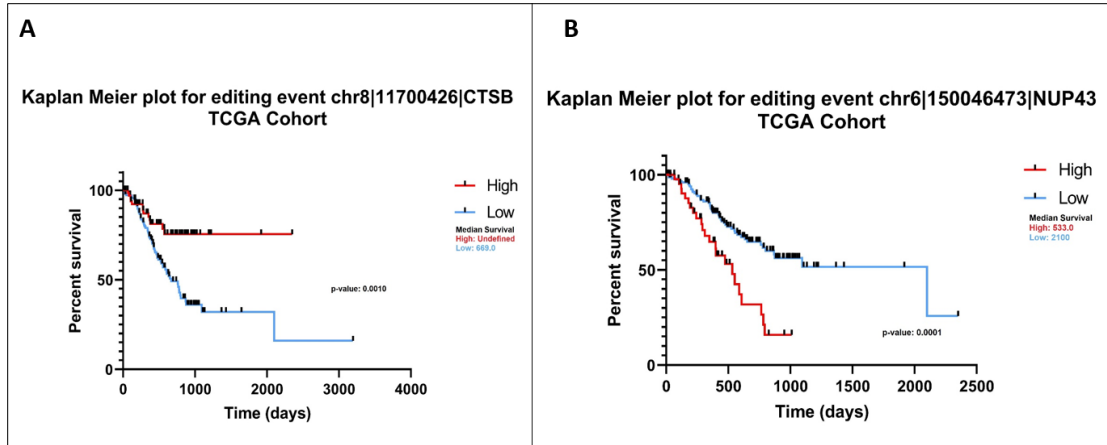 A
Kaplan Meier plot for editing event chr8|11700426|CTSB
TCGA Cohort
High
Low
Median Survival
High: Undefined
Low: 669.0
p-value: 0.0010
Percent survival
100
50
0
0
1000
2000
3000
4000
Time (days)
B
Kaplan Meier plot for editing event chr6|150046473|NUP43
TCGA Cohort
High
Low
Median Survival
High: 533.0
Low: 2100
p-value: 0.0001
Percent survival
100
50
0
0
500
1000
1500
2000
2500
Time (days)